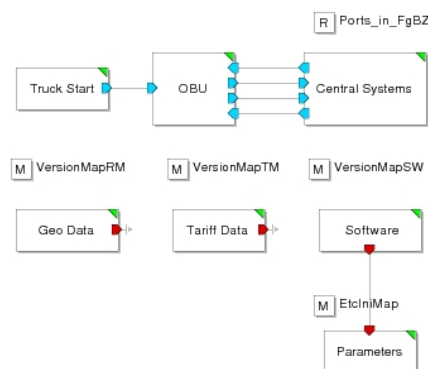 R Ports_in_FgBZ
Truck Start
OBU
Central Systems
M VersionMapRM
M VersionMapTM
M VersionMapSW
Geo Data
Tariff Data
Software
M EtcIniMap
Parameters